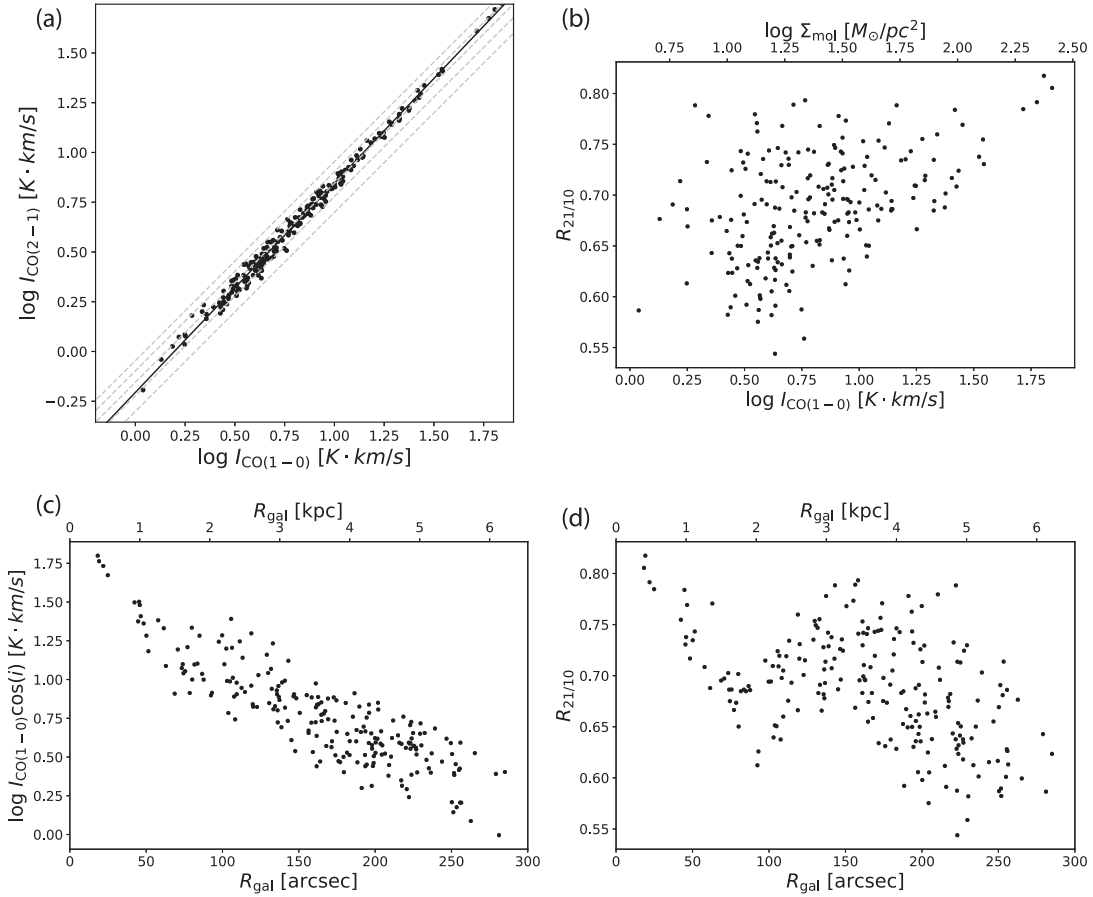 (a)
1.75
1.50
1.25
1.00
0.75
0.50
0.25
0.00
−0.25
log I_CO(2−1) [K · km/s]
0.00 0.25 0.50 0.75 1.00 1.25 1.50 1.75
log I_CO(1−0) [K · km/s]
(b)
log Σ_mol [M_⊙/pc²]
0.75 1.00 1.25 1.50 1.75 2.00 2.25 2.50
0.80
0.75
0.70
0.65
0.60
0.55
R_21/10
0.00 0.25 0.50 0.75 1.00 1.25 1.50 1.75
log I_CO(1−0) [K · km/s]
(c)
R_gal [kpc]
0 1 2 3 4 5 6
1.75
1.50
1.25
1.00
0.75
0.50
0.25
0.00
log I_CO(1−0)cos(i) [K · km/s]
0 50 100 150 200 250 300
R_gal [arcsec]
(d)
R_gal [kpc]
0 1 2 3 4 5 6
0.80
0.75
0.70
0.65
0.60
0.55
R_21/10
0 50 100 150 200 250 300
R_gal [arcsec]